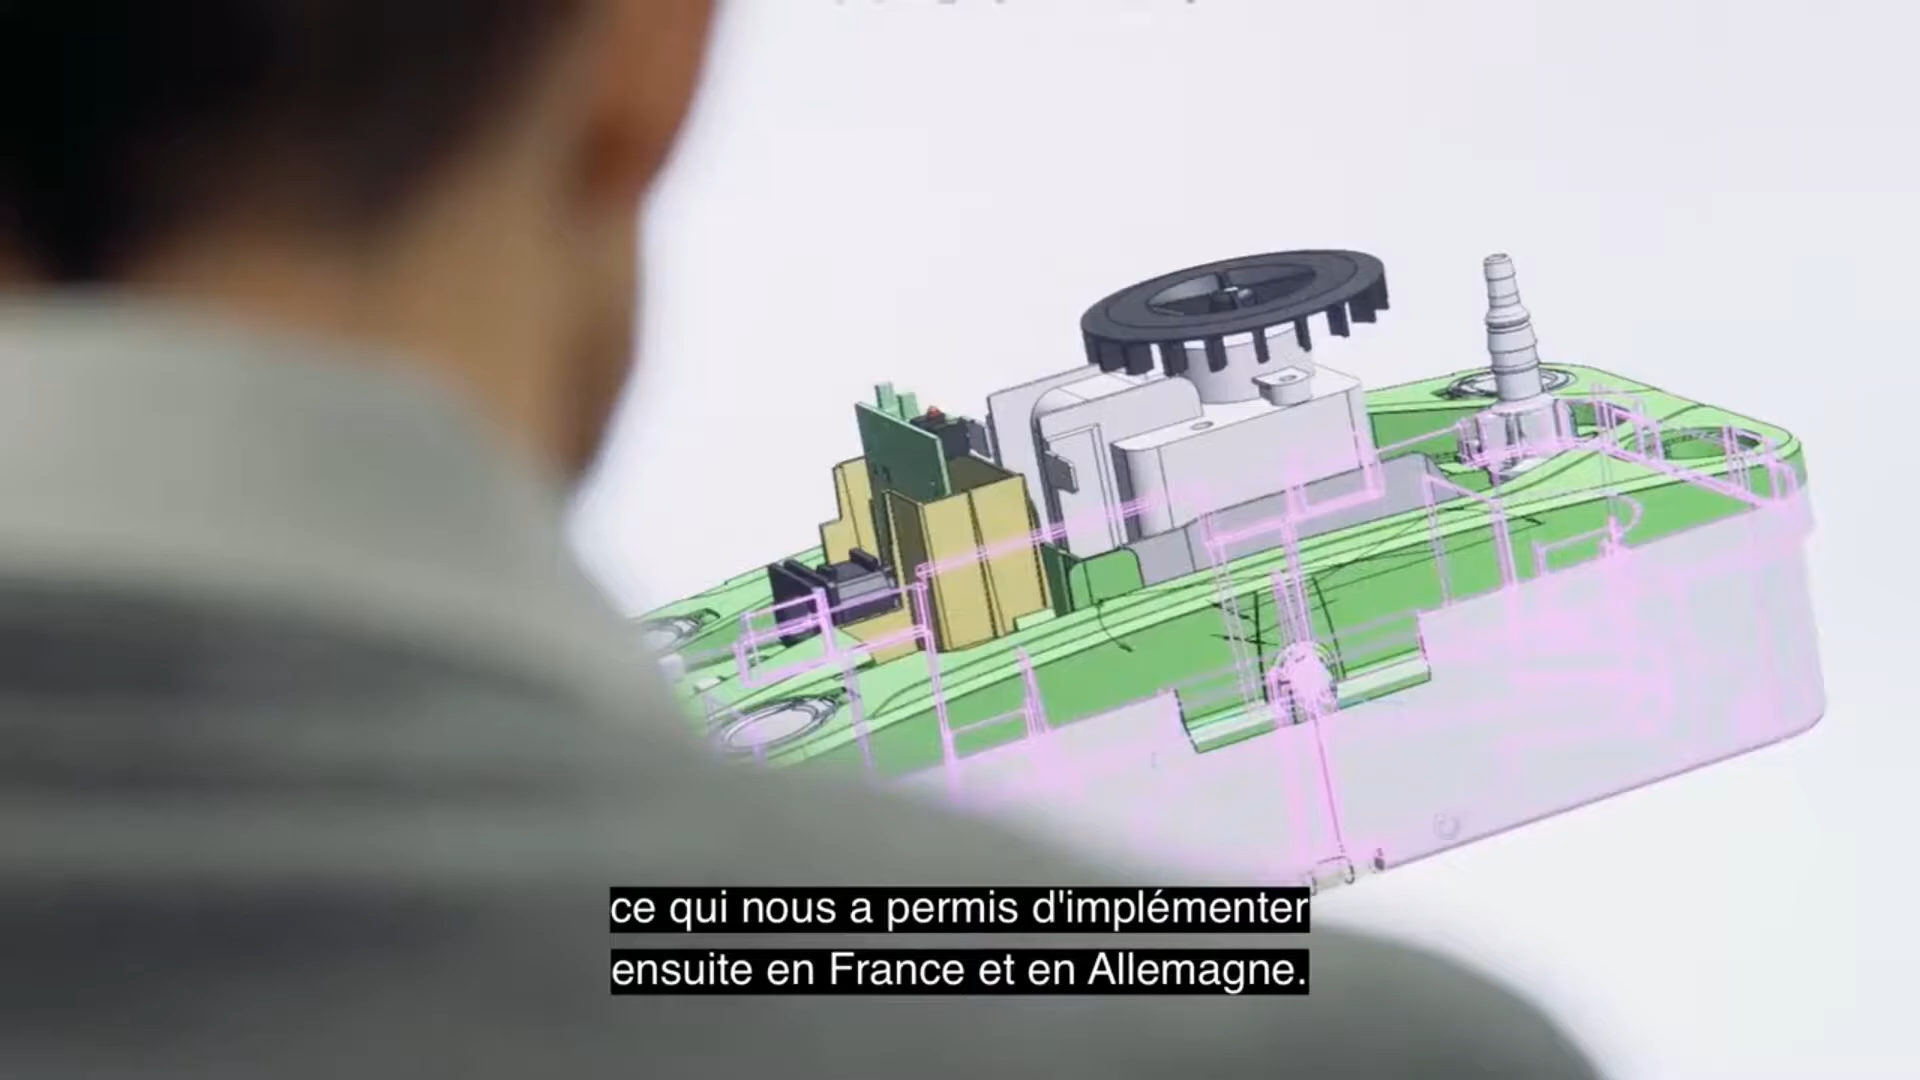 ce qui nous a permis d'implémenter
ensuite en France et en Allemagne.